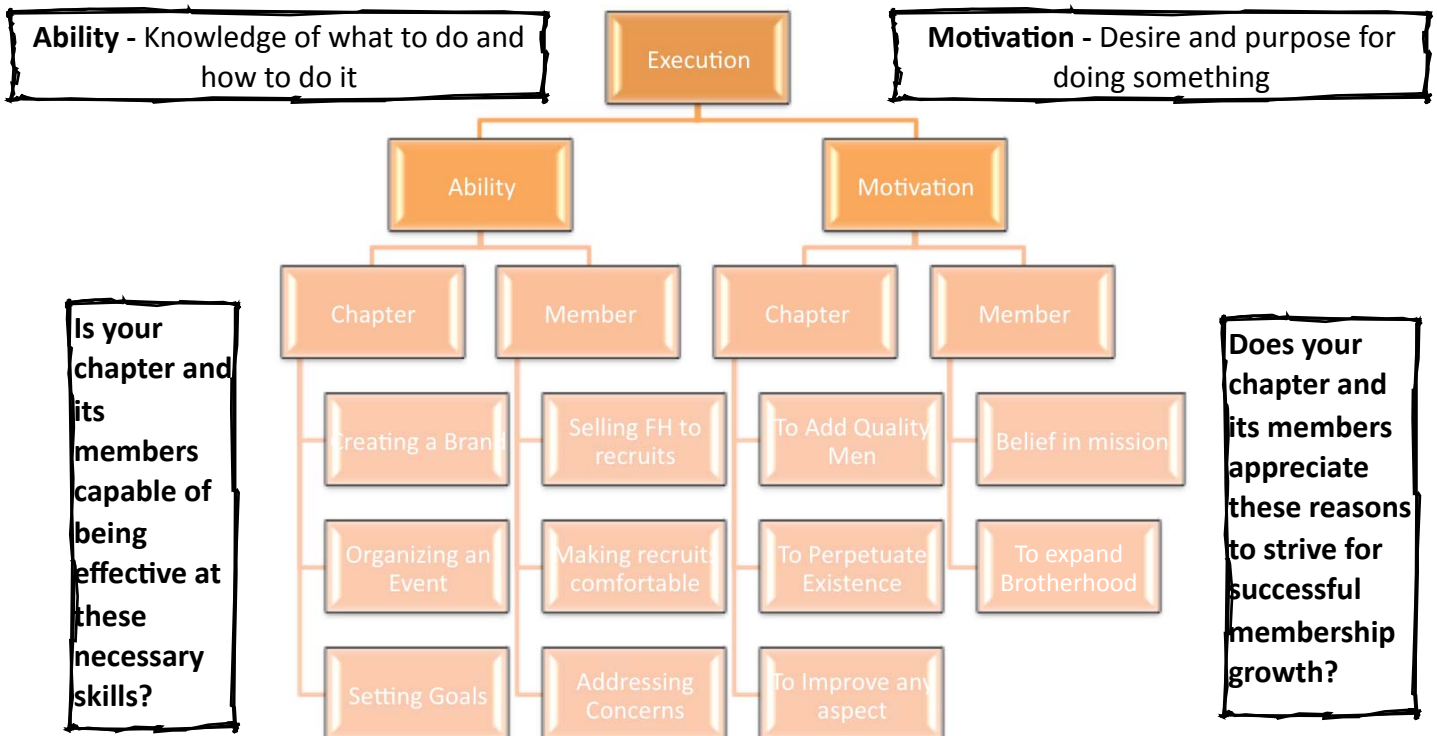 Ability - Knowledge of what to do and
how to do it
Execution
Motivation - Desire and purpose for
doing something
Ability
Motivation
Chapter
Member
Chapter
Member
Is your
chapter and
its
members
capable of
being
effective at
these
necessary
skills?
Creating a Brand
Organizing an
Event
Setting Goals
Selling FH to
recruits
Making recruits
comfortable
Addressing
Concerns
To Add Quality
Men
To Perpetuate
Existence
To Improve any
aspect
Belief in mission
To expand
Brotherhood
Does your
chapter and
its members
appreciate
these reasons
to strive for
successful
membership
growth?